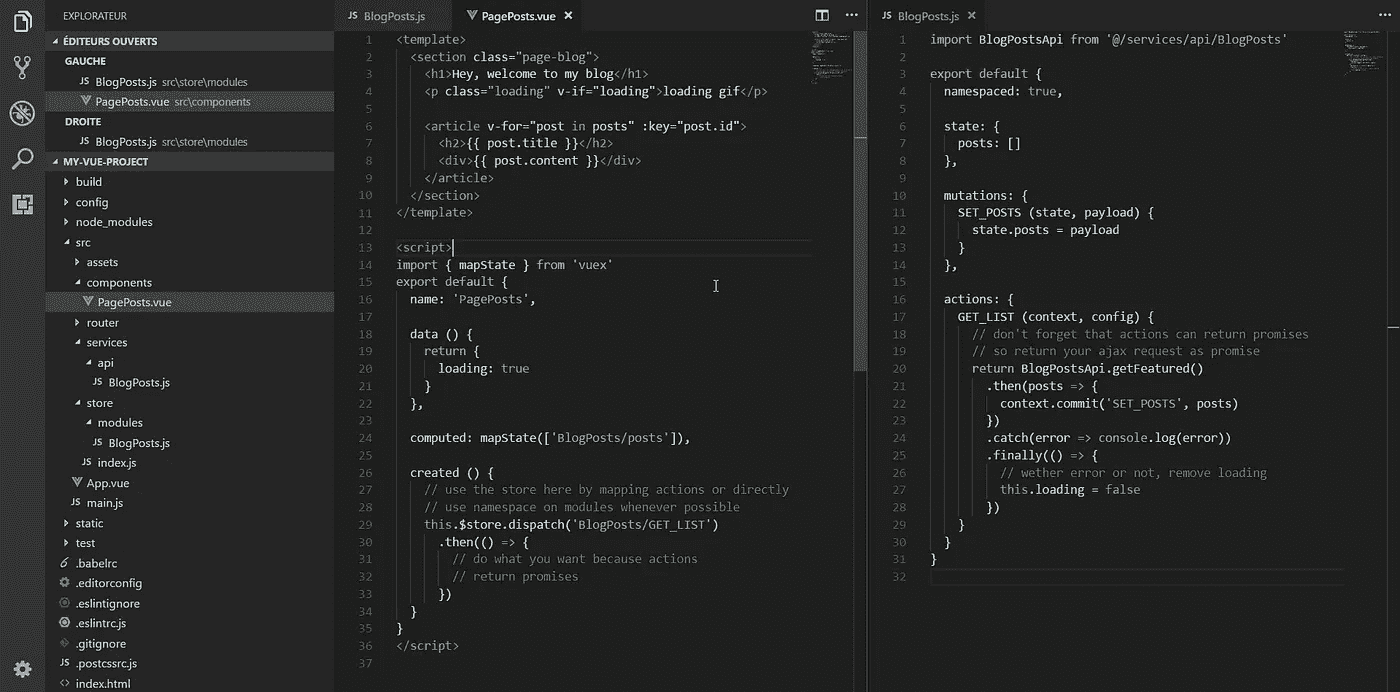 EXPLORATEUR
ÉDITEURS OUVERTS
GAUCHE
JS BlogPosts.js src\store\modules
PagePosts.vue src\components
DROITE
JS BlogPosts.js src\store\modules
MY-VUE-PROJECT
build
config
node_modules
src
assets
components
PagePosts.vue
router
services
api
JS BlogPosts.js
store
modules
JS BlogPosts.js
JS index.js
App.vue
JS main.js
static
test
.babelrc
.editorconfig
.eslintignore
.eslintrc.js
.gitignore
JS .postcssrc.js
<> index.html
JS BlogPosts.js
PagePosts.vue
1 <template>
2 <section class="page-blog">
3 <h1>Hey, welcome to my blog</h1>
4 <p class="loading" v-if="loading">loading gif</p>
5
6 <article v-for="post in posts" :key="post.id">
7 <h2>{{ post.title }}</h2>
8 <div>{{ post.content }}</div>
9 </article>
10 </section>
11 </template>
12
13 <script>
14 import { mapState } from 'vuex'
15 export default {
16 name: 'PagePosts',
17
18 data () {
19 return {
20 loading: true
21 }
22 },
23
24 computed: mapState(['BlogPosts/posts']),
25
26 created () {
27 // use the store here by mapping actions or directly
28 // use namespace on modules whenever possible
29 this.$store.dispatch('BlogPosts/GET_LIST')
30 .then(() => {
31 // do what you want because actions
32 // return promises
33 })
34 }
35 }
36 </script>
37
JS BlogPosts.js
1 import BlogPostsApi from '@/services/api/BlogPosts'
2
3 export default {
4 namespaced: true,
5
6 state: {
7 posts: []
8 },
9
10 mutations: {
11 SET_POSTS (state, payload) {
12 state.posts = payload
13 }
14 },
15
16 actions: {
17 GET_LIST (context, config) {
18 // don't forget that actions can return promises
19 // so return your ajax request as promise
20 return BlogPostsApi.getFeatured()
21 .then(posts => {
22 context.commit('SET_POSTS', posts)
23 })
24 .catch(error => console.log(error))
25 .finally(() => {
26 // wether error or not, remove loading
27 this.loading = false
28 })
29 }
30 }
31 }
32